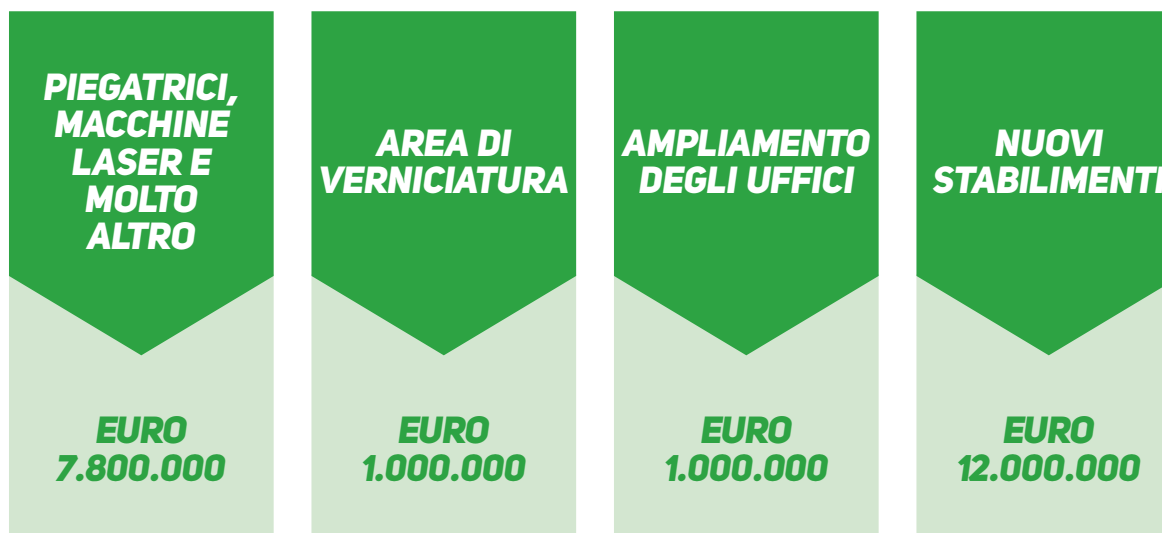 PIEGATRICI,
MACCHINE
LASER E
MOLTO
ALTRO
EURO
7.800.000
AREA DI
VERNICIATURA
EURO
1.000.000
AMPLIAMENTO
DEGLI UFFICI
EURO
1.000.000
NUOVI
STABILIMENTI
EURO
12.000.000